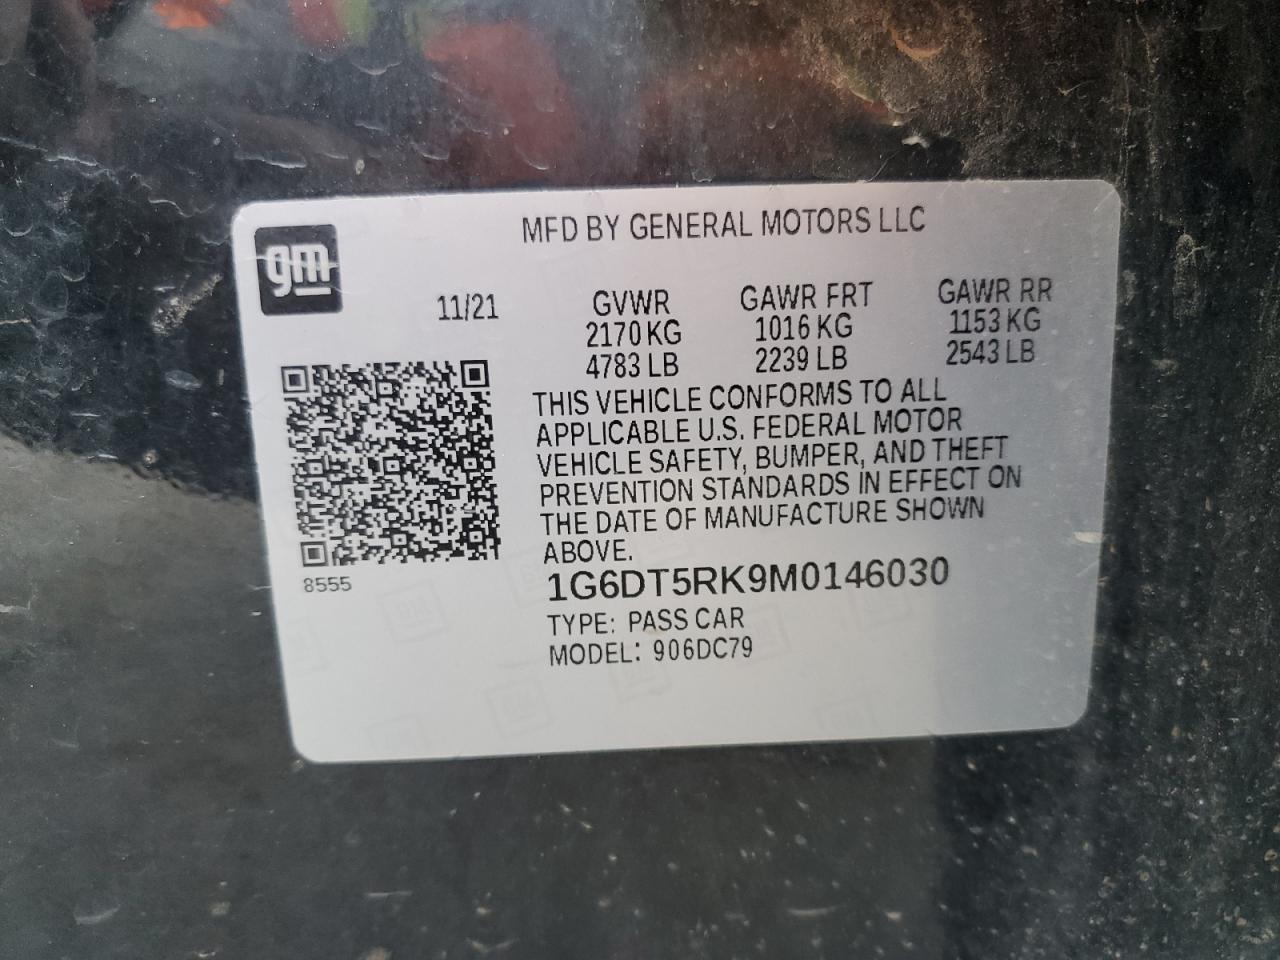 MFD BY GENERAL MOTORS LLC
gm
11/21 GVWR GAWR FRT GAWR RR
2170 KG 1016 KG 1153 KG
4783 LB 2239 LB 2543 LB
THIS VEHICLE CONFORMS TO ALL
APPLICABLE U.S. FEDERAL MOTOR
VEHICLE SAFETY, BUMPER, AND THEFT
PREVENTION STANDARDS IN EFFECT ON
THE DATE OF MANUFACTURE SHOWN
ABOVE.
8555
1G6DT5RK9M0146030
TYPE: PASS CAR
MODEL: 906DC79